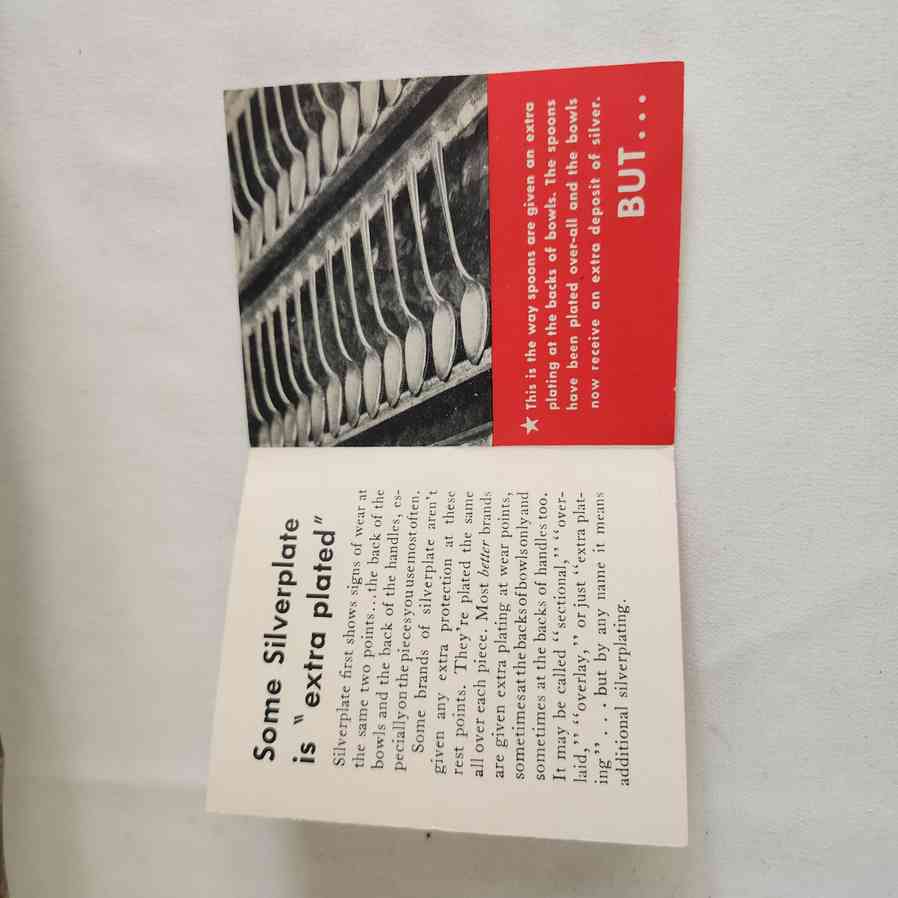 Some Silverplate
is "extra plated"
Silverplate first shows signs of wear at
the same two points...the back of the
bowls and the back of the handles, es-
pecially on the pieces you use most often.
Some brands of silverplate aren't
given any extra protection at these
rest points. They're plated the same
all over each piece. Most better brands
are given extra plating at wear points,
sometimes at the backs of bowls only and
sometimes at the backs of handles too.
It may be called "sectional," "over-
laid," "overlay," or just "extra plat-
ing" . . . but by any name it means
additional silverplating.
★ This is the way spoons are given an extra
plating at the backs of bowls. The spoons
have been plated over-all and the bowls
now receive an extra deposit of silver.
BUT...